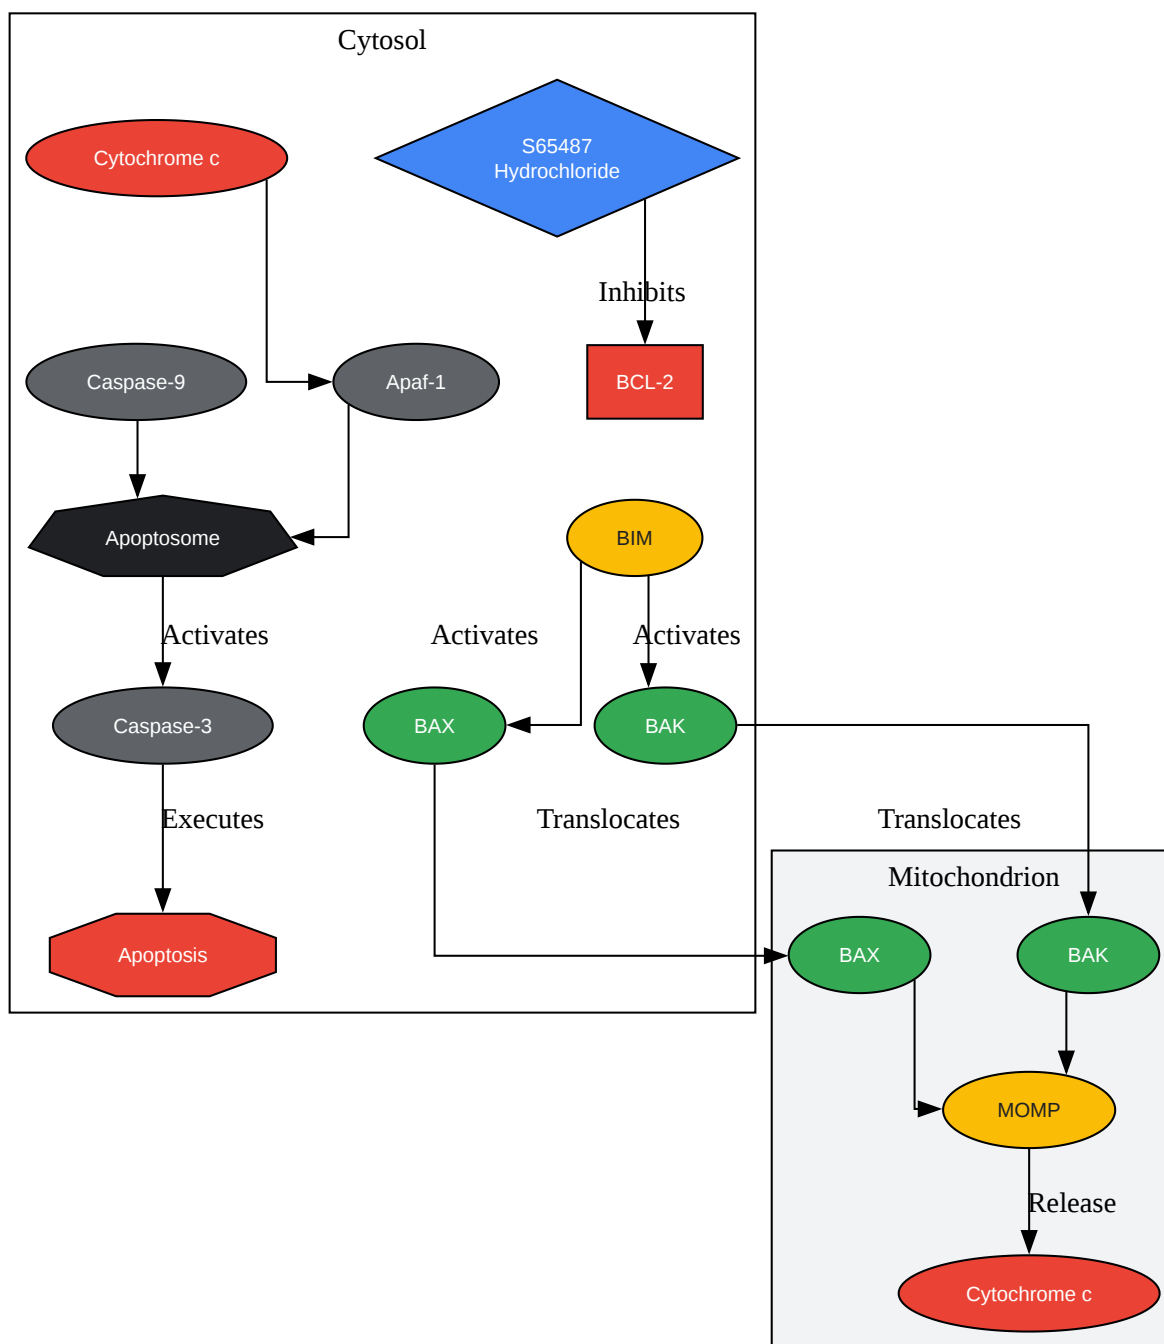 Cytosol
Cytochrome c
S65487
Hydrochloride
Inhibits
Caspase-9
Apaf-1
BCL-2
Apoptosome
BIM
Activates
Activates
Activates
Caspase-3
BAX
BAK
Executes
Translocates
Translocates
Mitochondrion
Apoptosis
BAX
BAK
MOMP
Release
Cytochrome c